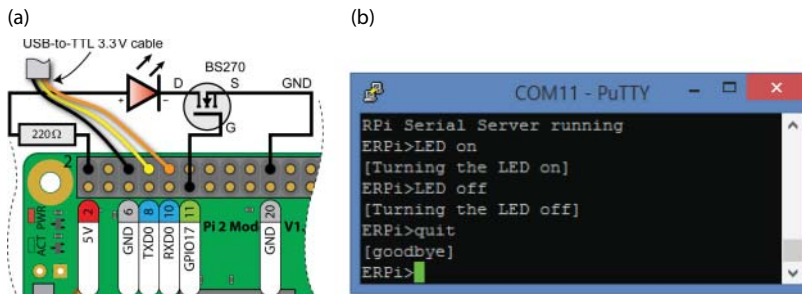 (a)
(b)
USB-to-TTL 3.3V cable
BS270
D
S
GND
+
–
G
220Ω
2
ACT PWR
2
5V
6
GND
8
TXD0
10
RXD0
11
GPIO17
Pi 2 Mod
20
GND
V1.
COM11 - PuTTY
RPi Serial Server running
ERPi>LED on
[Turning the LED on]
ERPi>LED off
[Turning the LED off]
ERPi>quit
[goodbye]
ERPi>